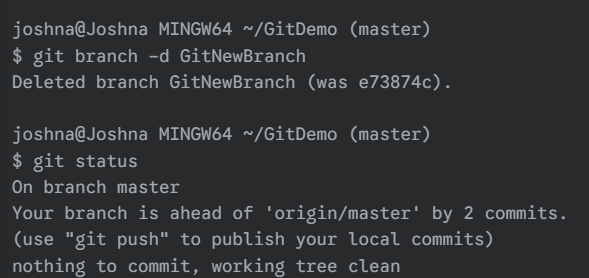 joshna@Joshna MINGW64 ~/GitDemo (master)
$ git branch -d GitNewBranch
Deleted branch GitNewBranch (was e73874c).
joshna@Joshna MINGW64 ~/GitDemo (master)
$ git status
On branch master
Your branch is ahead of 'origin/master' by 2 commits.
(use "git push" to publish your local commits)
nothing to commit, working tree clean